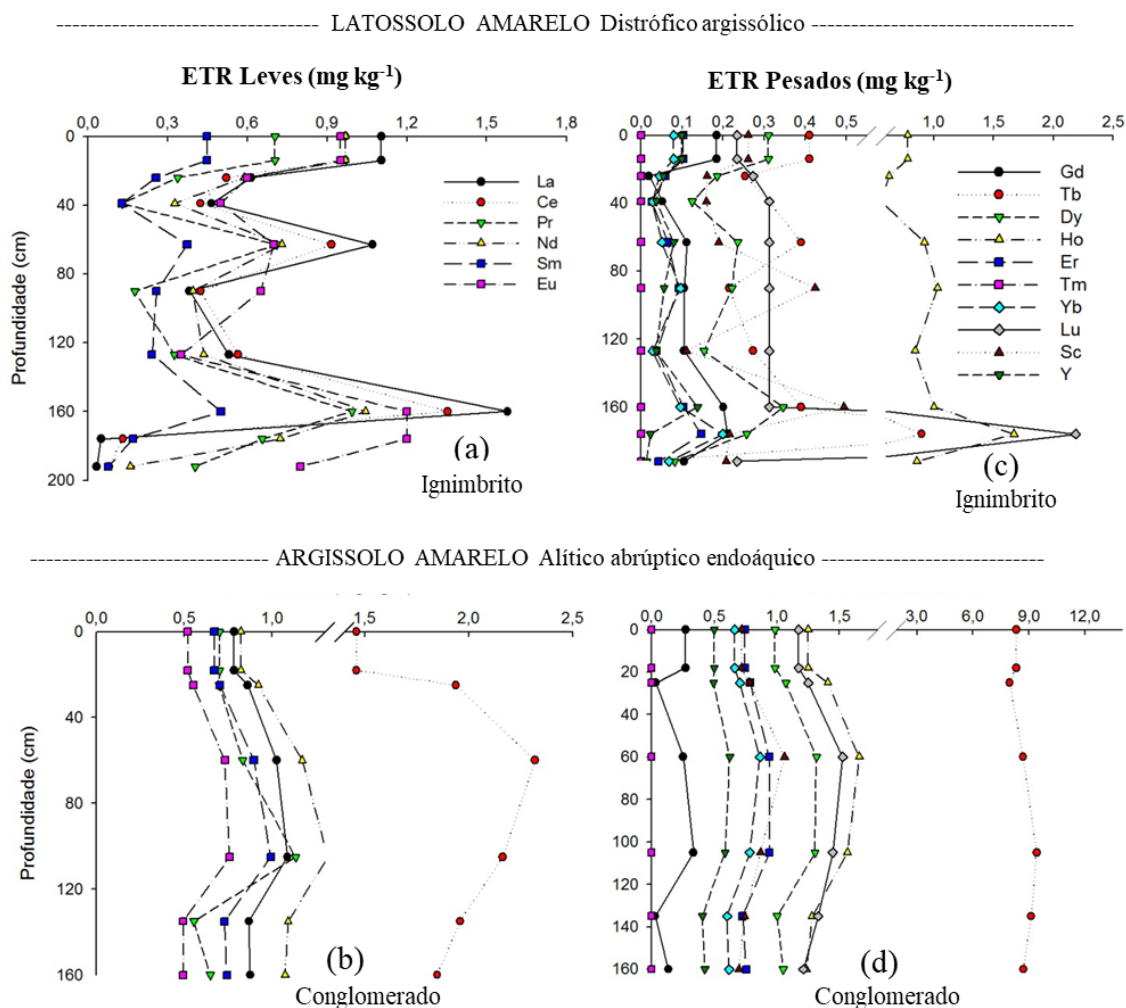 LATOSSOLO AMARELO Distrófico argissólico
ETR Leves (mg kg⁻¹)
0,0 0,3 0,6 0,9 1,2 1,5 1,8
0
40
80
120
160
200
Profundidade (cm)
La
Ce
Pr
Nd
Sm
Eu
(a)
Ignimbrito
ETR Pesados (mg kg⁻¹)
0,0 0,1 0,2 0,3 0,4 0,5 1,0 1,5 2,0 2,5
0
40
80
120
160
Gd
Tb
Dy
Ho
Er
Tm
Yb
Lu
Sc
Y
(c)
Ignimbrito
ARGISSOLO AMARELO Alítico abrúptico endoáquico
0,0 0,5 1,0 1,5 2,0 2,5
0
40
80
120
160
Profundidade (cm)
(b)
Conglomerado
0,0 0,5 1,0 1,5 3,0 6,0 9,0 12,0
0
20
40
60
80
100
120
140
160
(d)
Conglomerado